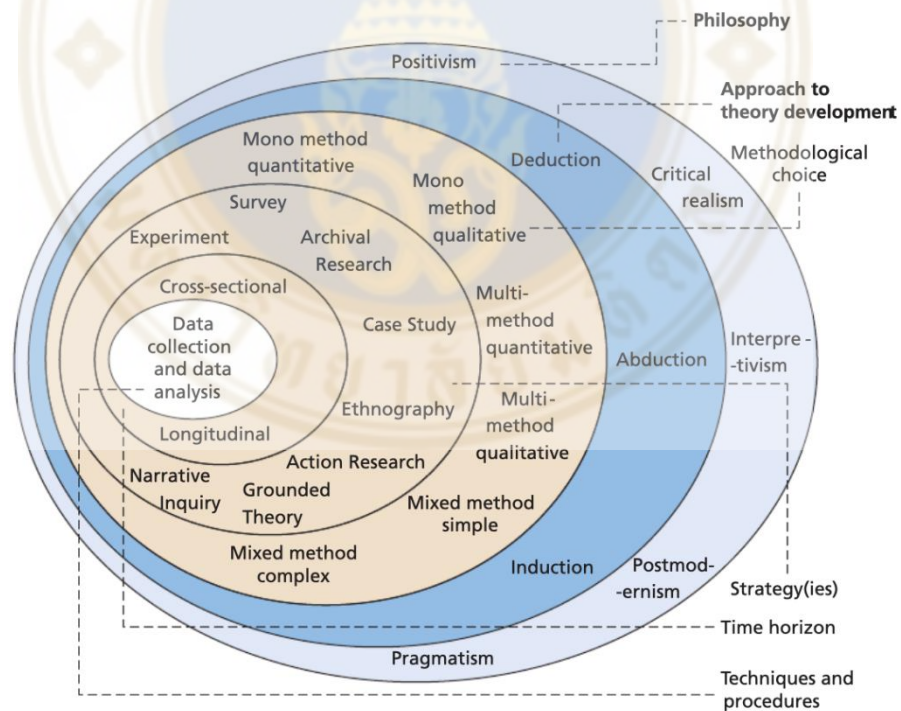 Philosophy
Positivism
Approach to
theory development
Mono method
quantitative
Deduction
Methodological
choice
Critical
realism
Mono
method
qualitative
Survey
Experiment
Archival
Research
Cross-sectional
Multi-
method
quantitative
Case Study
Data
collection
and data
analysis
Interpre -
-tivism
Abduction
Ethnography
Multi-
method
qualitative
Longitudinal
Action Research
Narrative
Inquiry
Grounded
Theory
Mixed method
simple
Mixed method
complex
Induction
Postmod-
-ernism
Strategy(ies)
Time horizon
Pragmatism
Techniques and
procedures